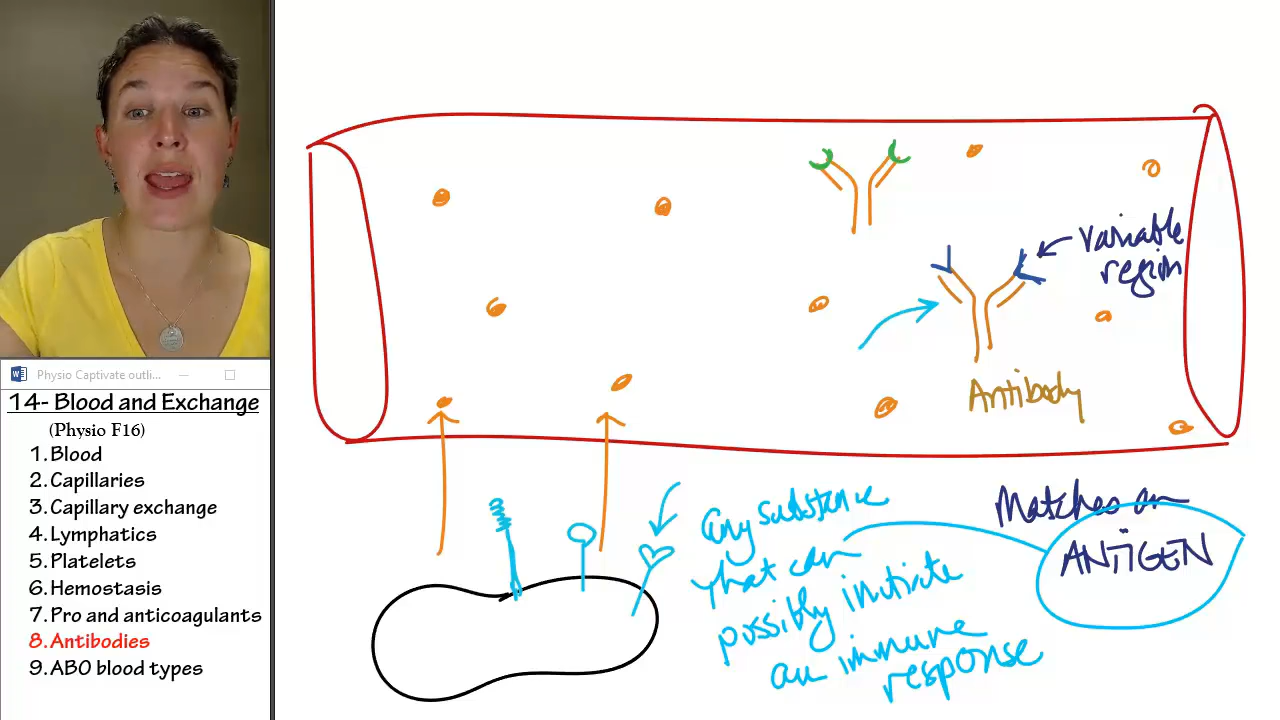 Physio Captivate outli...
14- Blood and Exchange
(Physio F16)
1. Blood
2. Capillaries
3. Capillary exchange
4. Lymphatics
5. Platelets
6. Hemostasis
7. Pro and anticoagulants
8. Antibodies
9. ABO blood types
variable
region
Antibody
Matches an
ANTIGEN
any substance
that can
possibly initiate
an immune
response